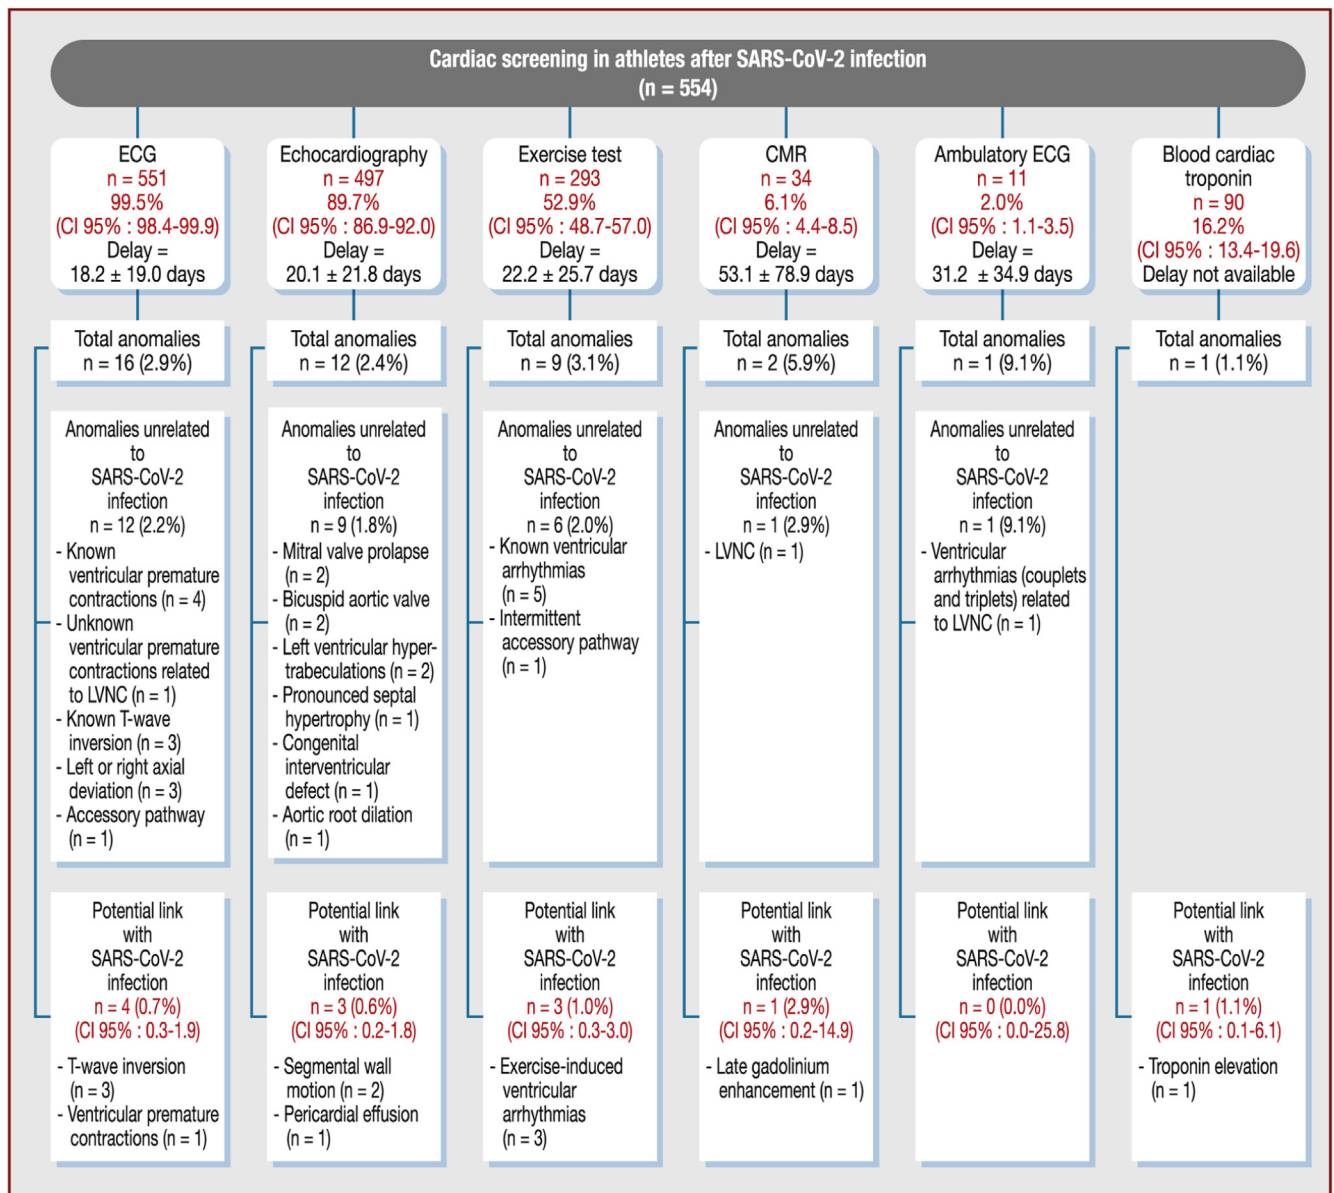 Cardiac screening in athletes after SARS-CoV-2 infection
(n = 554)
ECG
n = 551
99.5%
(CI 95% : 98.4-99.9)
Delay =
18.2 ± 19.0 days
Total anomalies
n = 16 (2.9%)
Anomalies unrelated
to
SARS-CoV-2
infection
n = 12 (2.2%)
- Known
ventricular premature
contractions (n = 4)
- Unknown
ventricular premature
contractions related
to LVNC (n = 1)
- Known T-wave
inversion (n = 3)
- Left or right axial
deviation (n = 3)
- Accessory pathway
(n = 1)
Potential link
with
SARS-CoV-2
infection
n = 4 (0.7%)
(CI 95% : 0.3-1.9)
- T-wave inversion
(n = 3)
- Ventricular premature
contractions (n = 1)
Echocardiography
n = 497
89.7%
(CI 95% : 86.9-92.0)
Delay =
20.1 ± 21.8 days
Total anomalies
n = 12 (2.4%)
Anomalies unrelated
to
SARS-CoV-2
infection
n = 9 (1.8%)
- Mitral valve prolapse
(n = 2)
- Bicuspid aortic valve
(n = 2)
- Left ventricular hyper-
trabeculations (n = 2)
- Pronounced septal
hypertrophy (n = 1)
- Congenital
interventricular
defect (n = 1)
- Aortic root dilation
(n = 1)
Potential link
with
SARS-CoV-2
infection
n = 3 (0.6%)
(CI 95% : 0.2-1.8)
- Segmental wall
motion (n = 2)
- Pericardial effusion
(n = 1)
Exercise test
n = 293
52.9%
(CI 95% : 48.7-57.0)
Delay =
22.2 ± 25.7 days
Total anomalies
n = 9 (3.1%)
Anomalies unrelated
to
SARS-CoV-2
infection
n = 6 (2.0%)
- Known ventricular
arrhythmias
(n = 5)
- Intermittent
accessory pathway
(n = 1)
Potential link
with
SARS-CoV-2
infection
n = 3 (1.0%)
(CI 95% : 0.3-3.0)
- Exercise-induced
ventricular
arrhythmias
(n = 3)
CMR
n = 34
6.1%
(CI 95% : 4.4-8.5)
Delay =
53.1 ± 78.9 days
Total anomalies
n = 2 (5.9%)
Anomalies unrelated
to
SARS-CoV-2
infection
n = 1 (2.9%)
- LVNC (n = 1)
Potential link
with
SARS-CoV-2
infection
n = 1 (2.9%)
(CI 95% : 0.2-14.9)
- Late gadolinium
enhancement (n = 1)
Ambulatory ECG
n = 11
2.0%
(CI 95% : 1.1-3.5)
Delay =
31.2 ± 34.9 days
Total anomalies
n = 1 (9.1%)
Anomalies unrelated
to
SARS-CoV-2
infection
n = 1 (9.1%)
- Ventricular
arrhythmias (couplets
and triplets) related
to LVNC (n = 1)
Potential link
with
SARS-CoV-2
infection
n = 0 (0.0%)
(CI 95% : 0.0-25.8)
Blood cardiac
troponin
n = 90
16.2%
(CI 95% : 13.4-19.6)
Delay not available
Total anomalies
n = 1 (1.1%)
Potential link
with
SARS-CoV-2
infection
n = 1 (1.1%)
(CI 95% : 0.1-6.1)
- Troponin elevation
(n = 1)